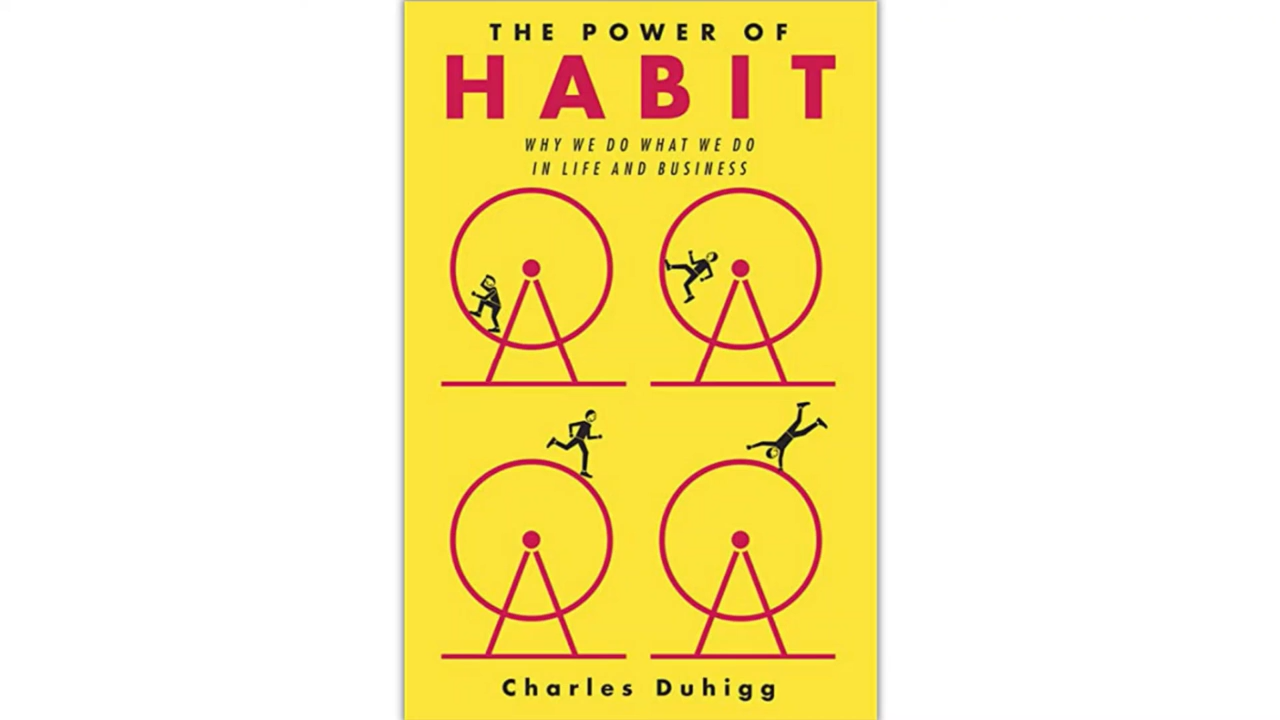 THE POWER OF
HABIT
WHY WE DO WHAT WE DO
IN LIFE AND BUSINESS
Charles Duhigg